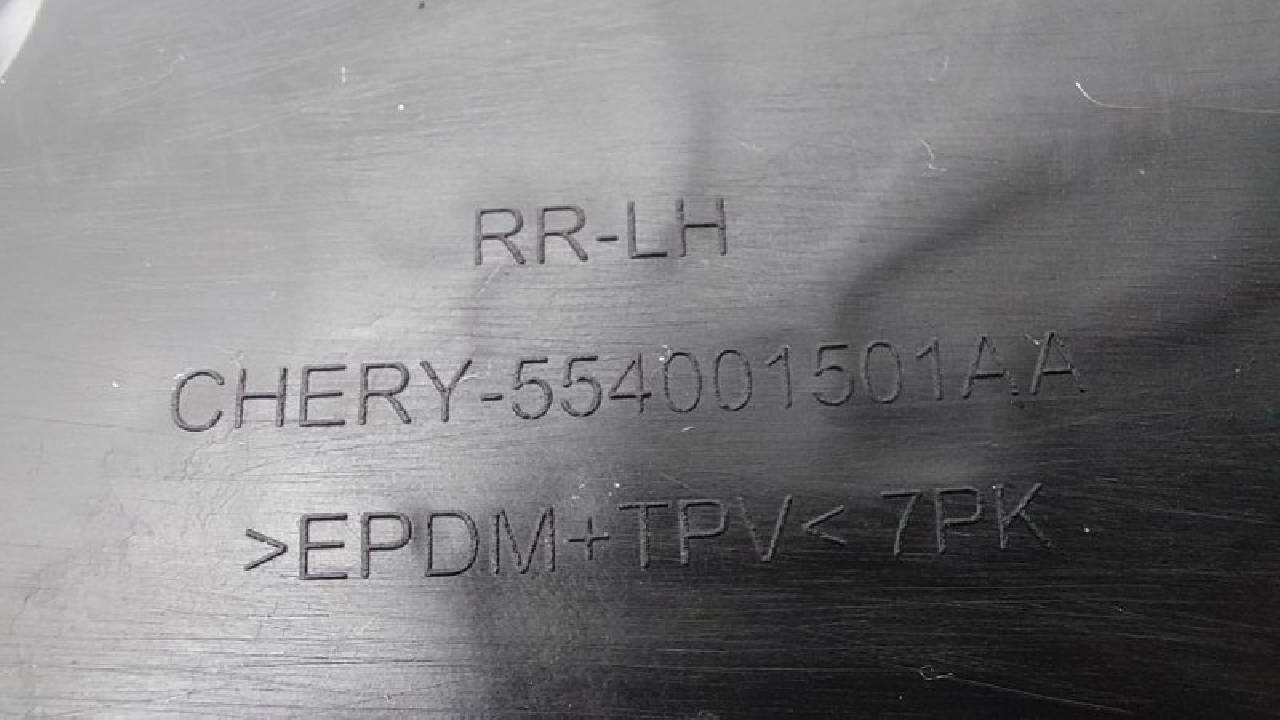 RR-LH
CHERY-554001501AA
>EPDM+TPV< 7PK